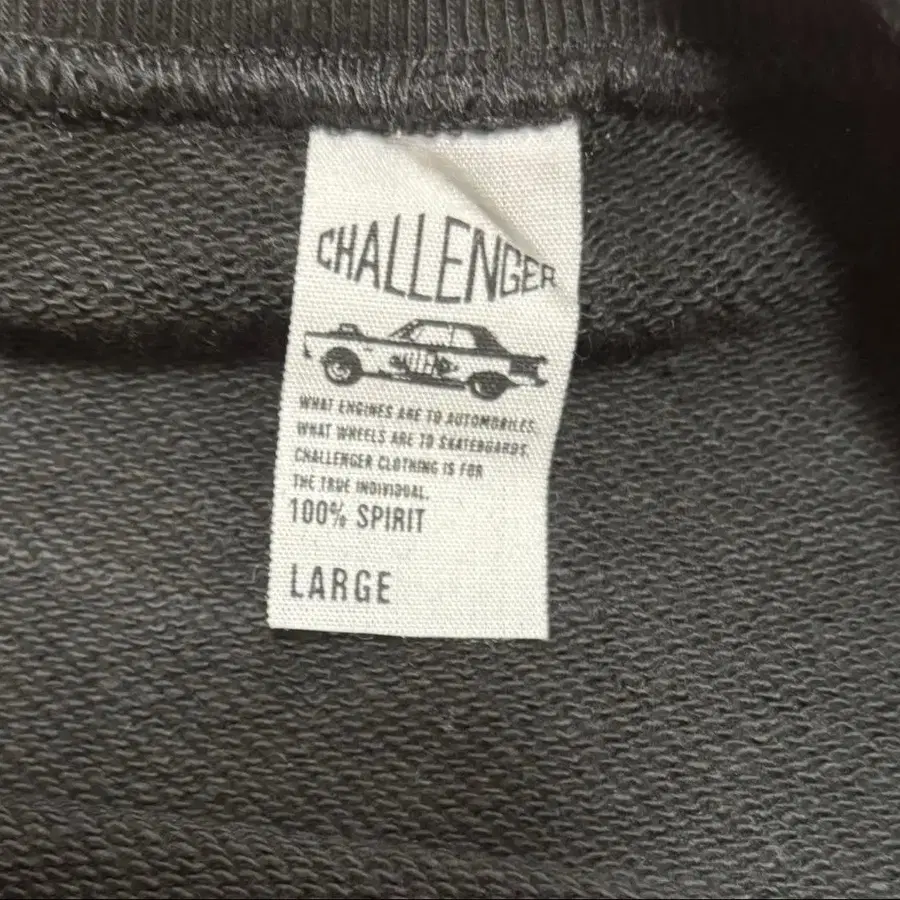 CHALLENGER
WHAT ENGINES ARE TO AUTOMOBILES,
WHAT WHEELS ARE TO SKATEBOARDS,
CHALLENGER CLOTHING IS FOR
THE TRUE INDIVIDUAL.
100% SPIRIT
LARGE